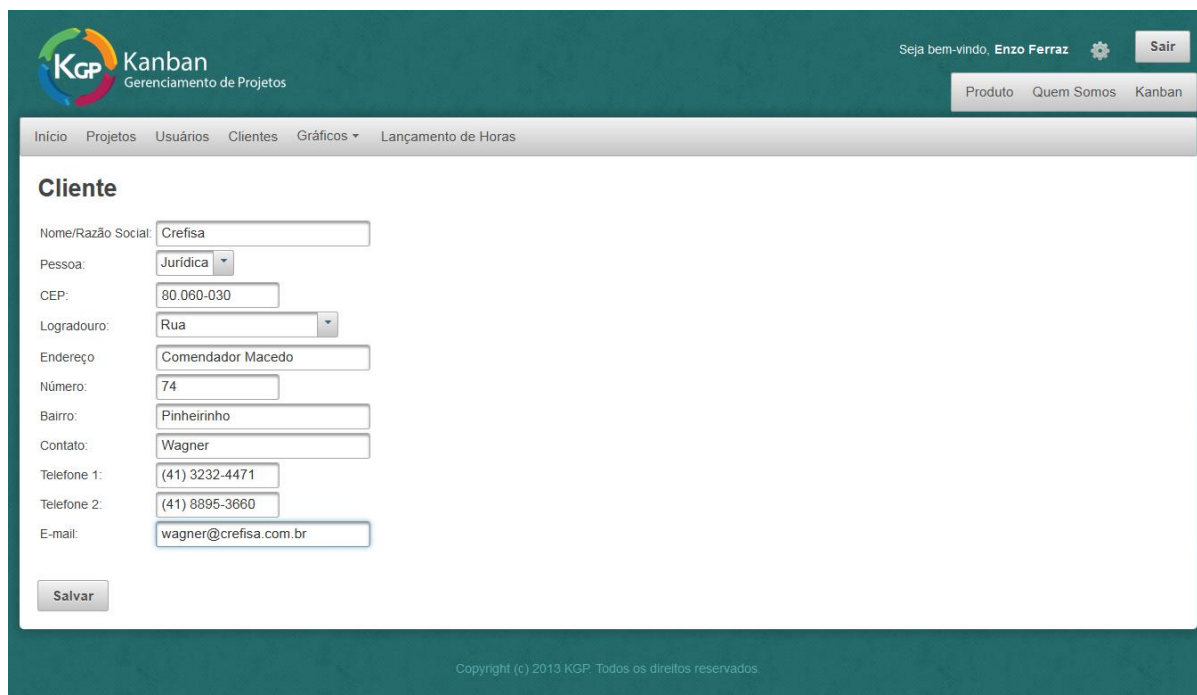 KGP Kanban
Gerenciamento de Projetos
Seja bem-vindo, Enzo Ferraz Sair
Produto Quem Somos Kanban
Início Projetos Usuários Clientes Gráficos Lançamento de Horas
Cliente
Nome/Razão Social: Crefisa
Pessoa: Jurídica
CEP: 80.060-030
Logradouro: Rua
Endereço Comendador Macedo
Número: 74
Bairro: Pinheirinho
Contato: Wagner
Telefone 1: (41) 3232-4471
Telefone 2: (41) 8895-3660
E-mail: wagner@crefisa.com.br
Salvar
Copyright (c) 2013 KGP. Todos os direitos reservados.